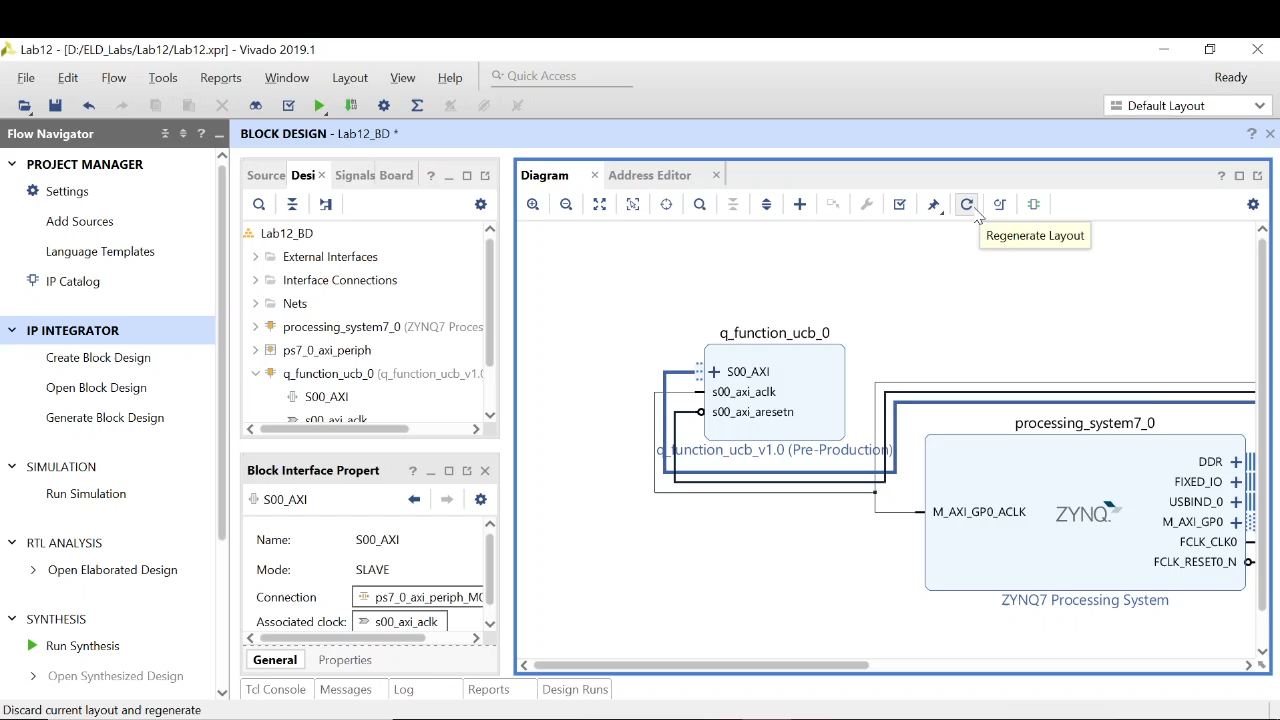 Lab12 - [D:/ELD_Labs/Lab12/Lab12.xpr] - Vivado 2019.1
File Edit Flow Tools Reports Window Layout View Help Quick Access Ready
Default Layout
Flow Navigator
PROJECT MANAGER
Settings
Add Sources
Language Templates
IP Catalog
IP INTEGRATOR
Create Block Design
Open Block Design
Generate Block Design
SIMULATION
Run Simulation
RTL ANALYSIS
Open Elaborated Design
SYNTHESIS
Run Synthesis
Open Synthesized Design
BLOCK DESIGN - Lab12_BD *
Source Desi Signals Board
Lab12_BD
External Interfaces
Interface Connections
Nets
processing_system7_0 (ZYNQ7 Proces
ps7_0_axi_periph
q_function_ucb_0 (q_function_ucb_v1.0
S00_AXI
s00_axi_aclk
Block Interface Propert
S00_AXI
Name: S00_AXI
Mode: SLAVE
Connection ps7_0_axi_periph_M0
Associated clock: s00_axi_aclk
General Properties
Diagram Address Editor
Regenerate Layout
q_function_ucb_0
S00_AXI
s00_axi_aclk
s00_axi_aresetn
q_function_ucb_v1.0 (Pre-Production)
processing_system7_0
DDR
FIXED_IO
USBIND_0
M_AXI_GP0
FCLK_CLK0
FCLK_RESET0_N
M_AXI_GP0_ACLK
ZYNQ
ZYNQ7 Processing System
Tcl Console Messages Log Reports Design Runs
Discard current layout and regenerate